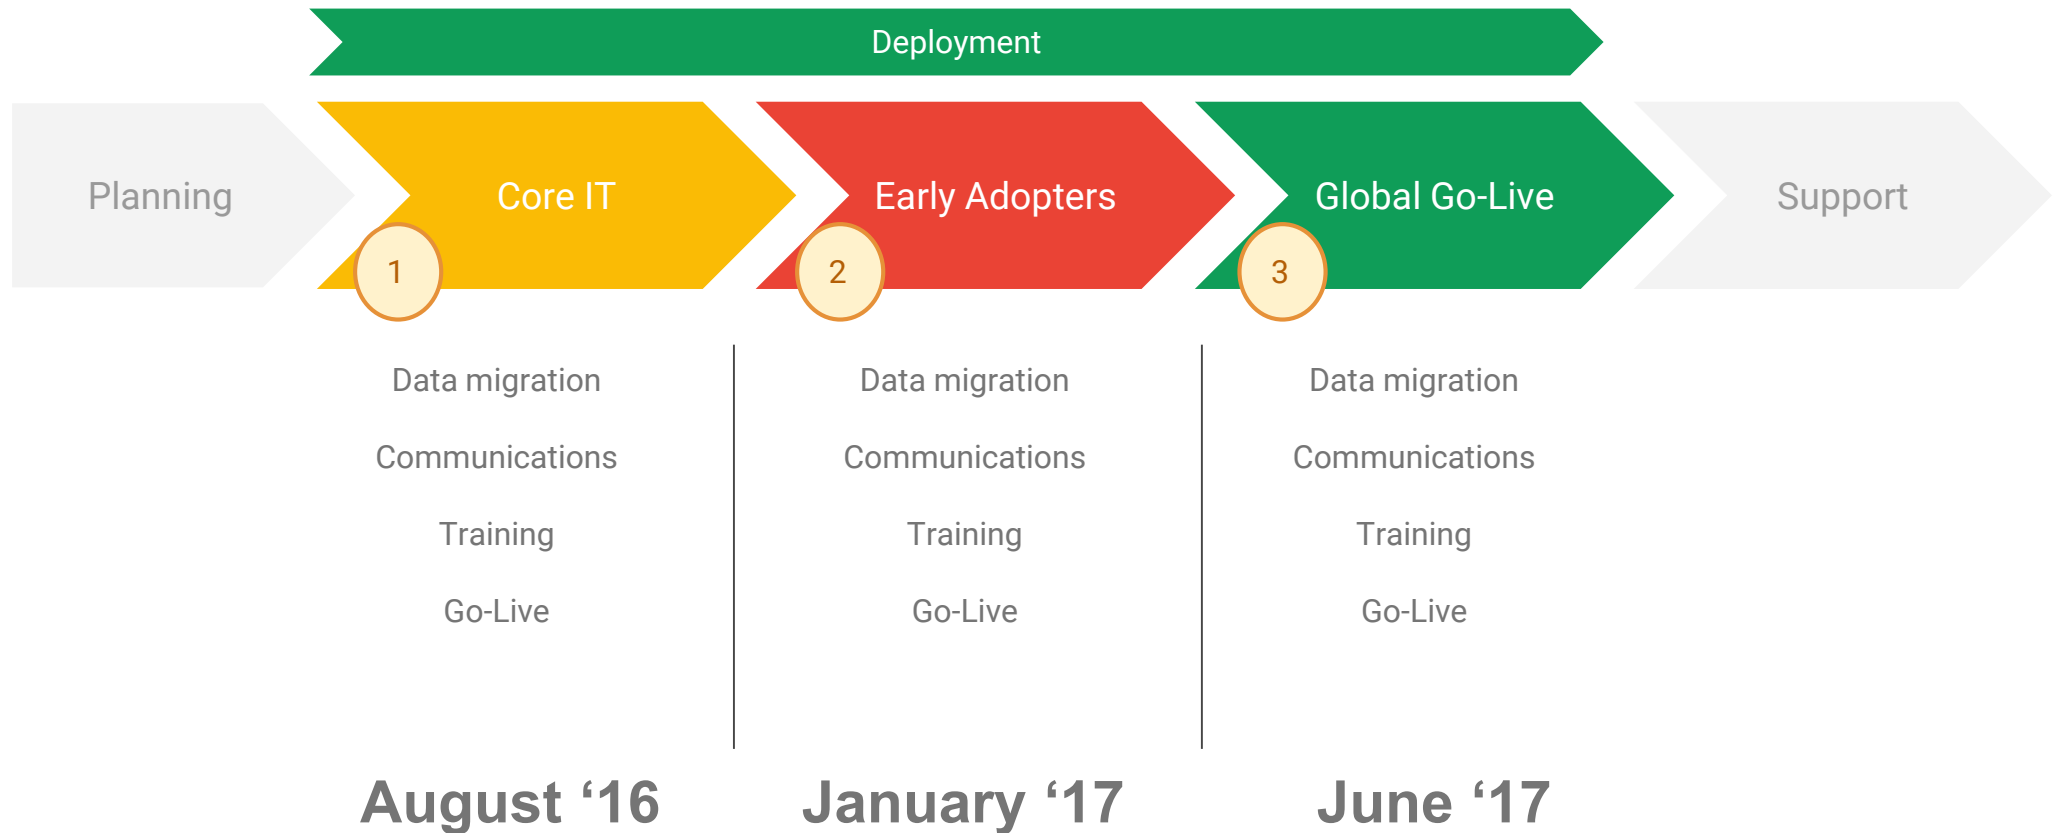 Deployment
Planning
Core IT
Early Adopters
Global Go-Live
Support
1
2
3
Data migration
Communications
Training
Go-Live
Data migration
Communications
Training
Go-Live
Data migration
Communications
Training
Go-Live
August ‘16
January ‘17
June ‘17